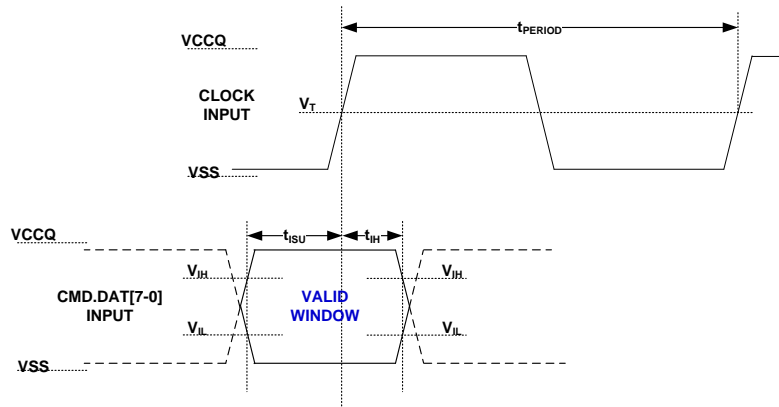 tPERIOD
VCCQ
CLOCK
INPUT
VT
VSS
tISU
tIH
VCCQ
VIH
VIH
CMD.DAT[7-0]
INPUT
VALID
WINDOW
VIL
VIL
VSS